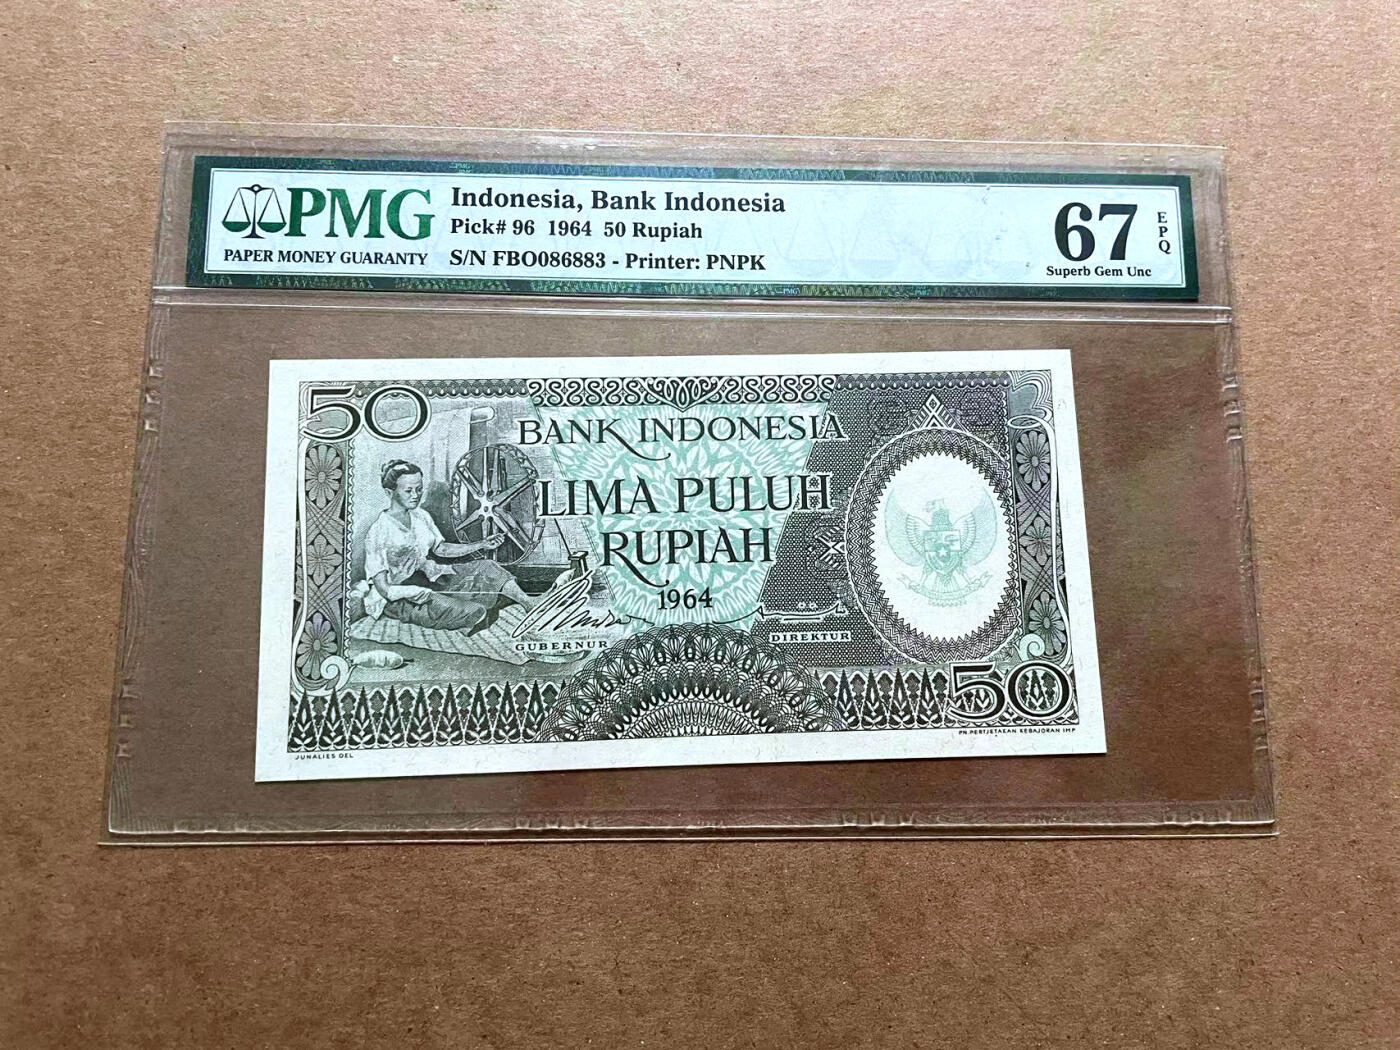 PMG
PAPER MONEY GUARANTY
Indonesia, Bank Indonesia
Pick# 96 1964 50 Rupiah
S/N FBO086883 - Printer: PNPK
67
EPQ
Superb Gem Unc
50
BANK INDONESIA
LIMA PULUH
RUPIAH
1964
GUBERNUR
DIREKTUR
50
JUNALIES DEL
PN.PERTJETAKAN KEBAJORAN IMP